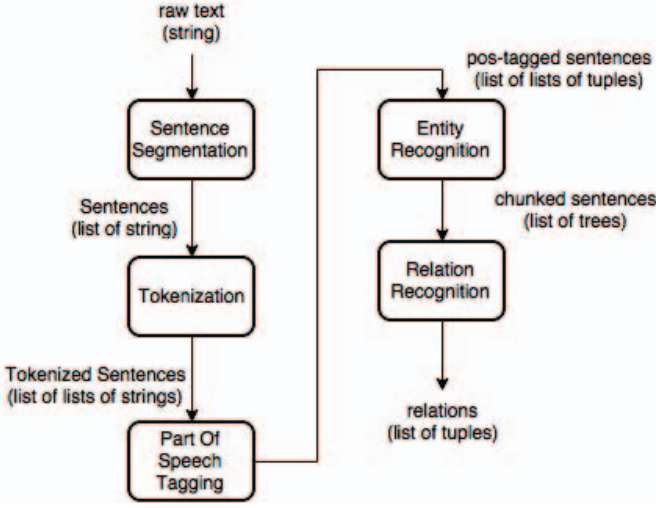 raw text
(string)
Sentence
Segmentation
Sentences
(list of string)
Tokenization
Tokenized Sentences
(list of lists of strings)
Part Of
Speech
Tagging
pos-tagged sentences
(list of lists of tuples)
Entity
Recognition
chunked sentences
(list of trees)
Relation
Recognition
relations
(list of tuples)